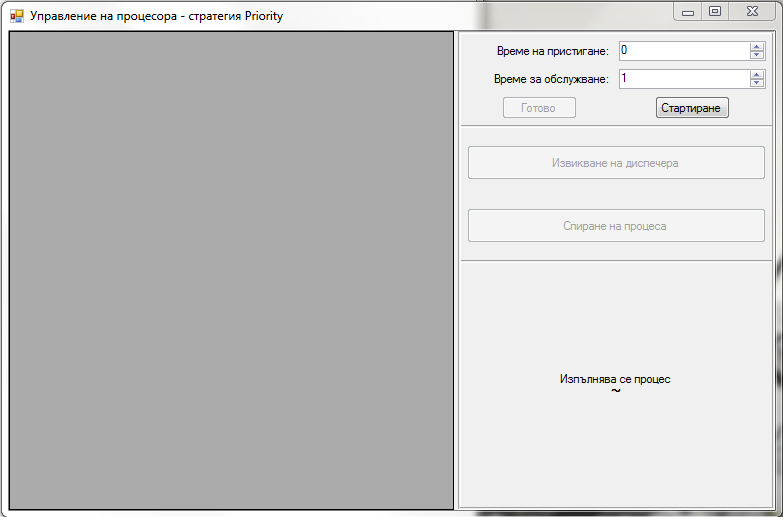 Управление на процесора - стратегия Priority
Време на пристигане: 0
Време за обслужване: 1
Готово Стартиране
Извикване на диспечера
Спиране на процеса
Изпълнява се процес
~